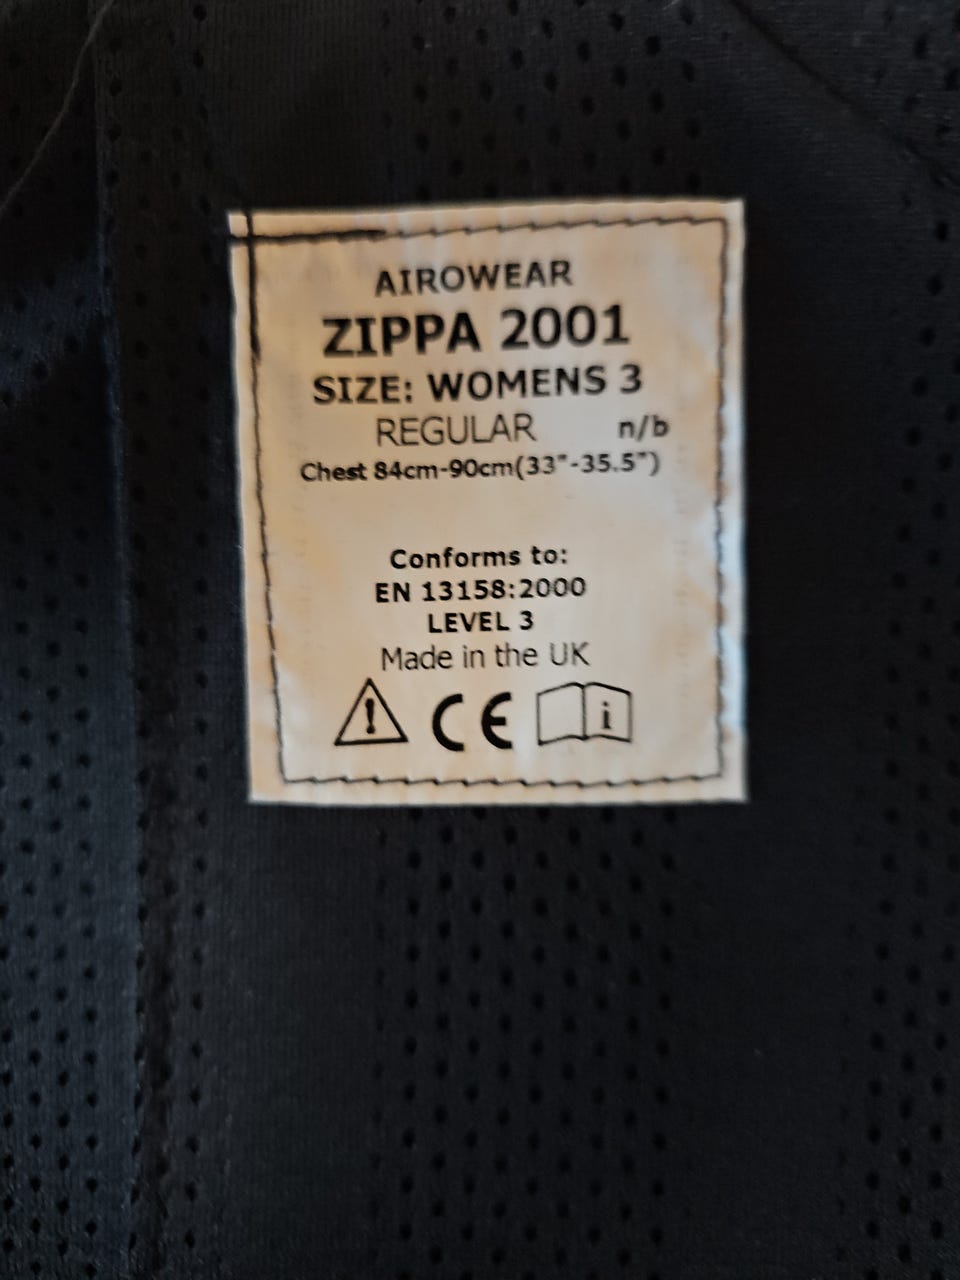 AIROWEAR
ZIPPA 2001
SIZE: WOMENS 3
REGULAR n/b
Chest 84cm-90cm(33"-35.5")
Conforms to:
EN 13158:2000
LEVEL 3
Made in the UK
! CE i